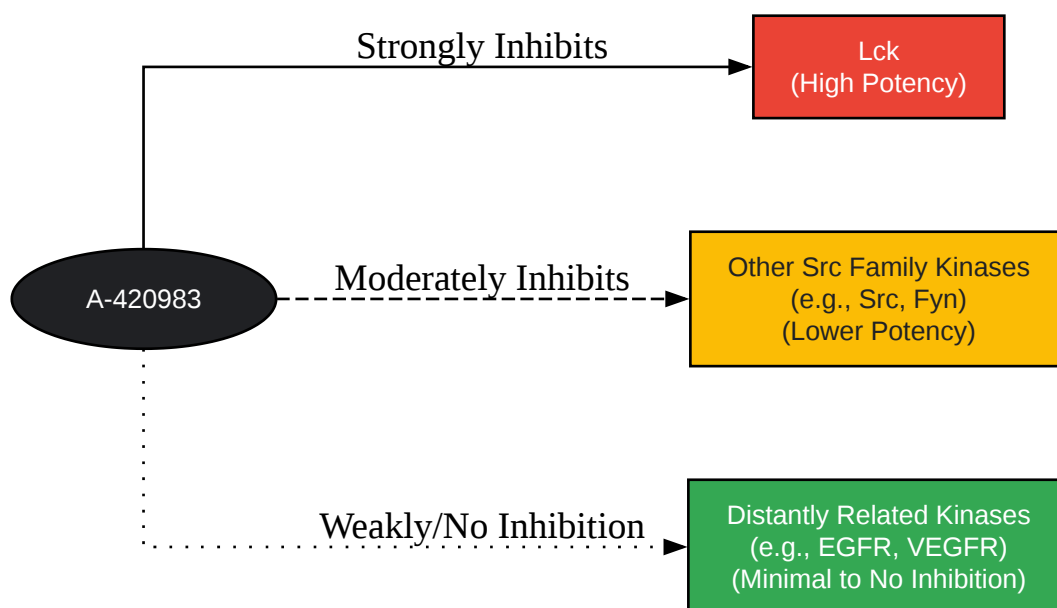 Strongly Inhibits
Lck
(High Potency)
A-420983
Moderately Inhibits
Other Src Family Kinases
(e.g., Src, Fyn)
(Lower Potency)
Weakly/No Inhibition
Distantly Related Kinases
(e.g., EGFR, VEGFR)
(Minimal to No Inhibition)